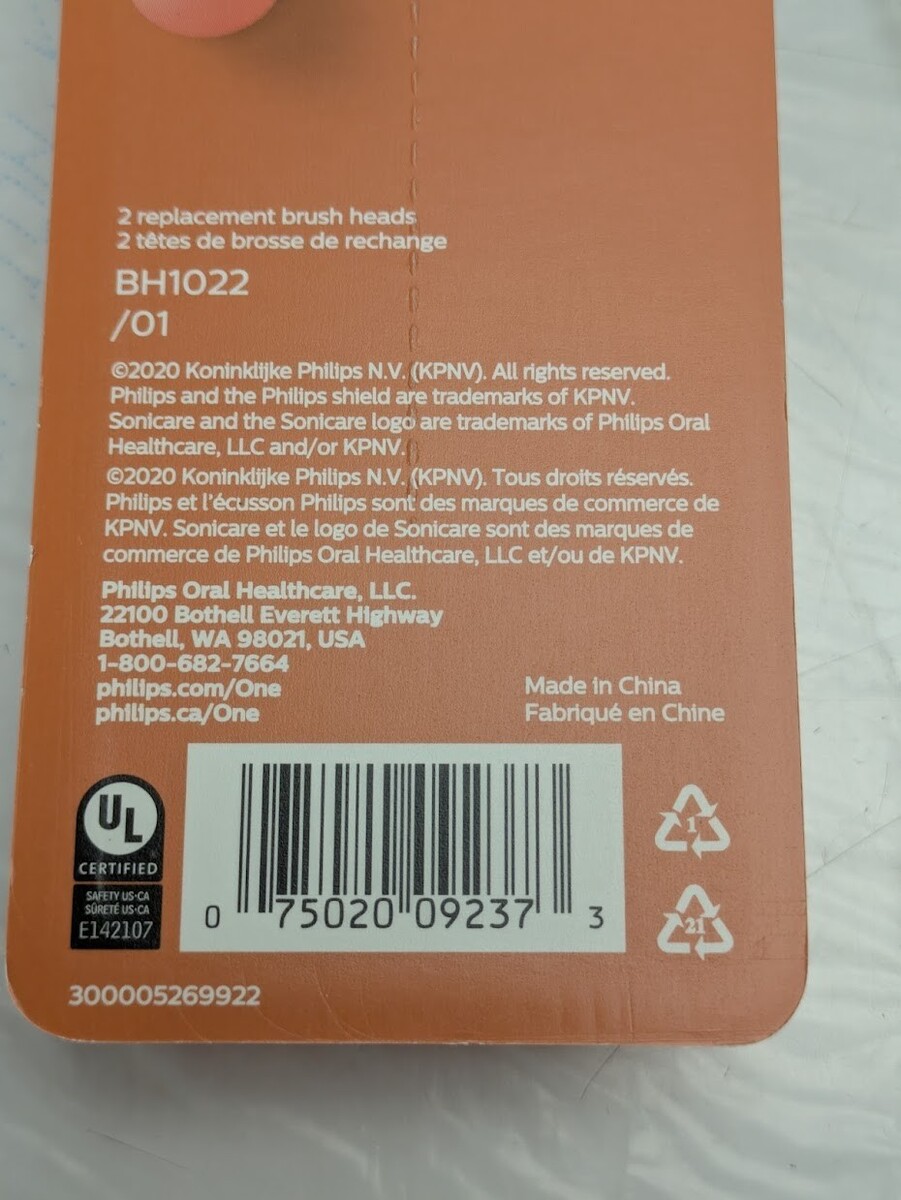 2 replacement brush heads
2 têtes de brosse de rechange
BH1022
/01
©2020 Koninklijke Philips N.V. (KPNV). All rights reserved.
Philips and the Philips shield are trademarks of KPNV.
Sonicare and the Sonicare logo are trademarks of Philips Oral
Healthcare, LLC and/or KPNV.
©2020 Koninklijke Philips N.V. (KPNV). Tous droits réservés.
Philips et l'écusson Philips sont des marques de commerce de
KPNV. Sonicare et le logo de Sonicare sont des marques de
commerce de Philips Oral Healthcare, LLC et/ou de KPNV.
Philips Oral Healthcare, LLC.
22100 Bothell Everett Highway
Bothell, WA 98021, USA
1-800-682-7664
philips.com/One
philips.ca/One
Made in China
Fabriqué en Chine
UL
CERTIFIED
SAFETY US·CA
SÛRETÉ US·CA
E142107
0 75020 09237 3
1
21
300005269922